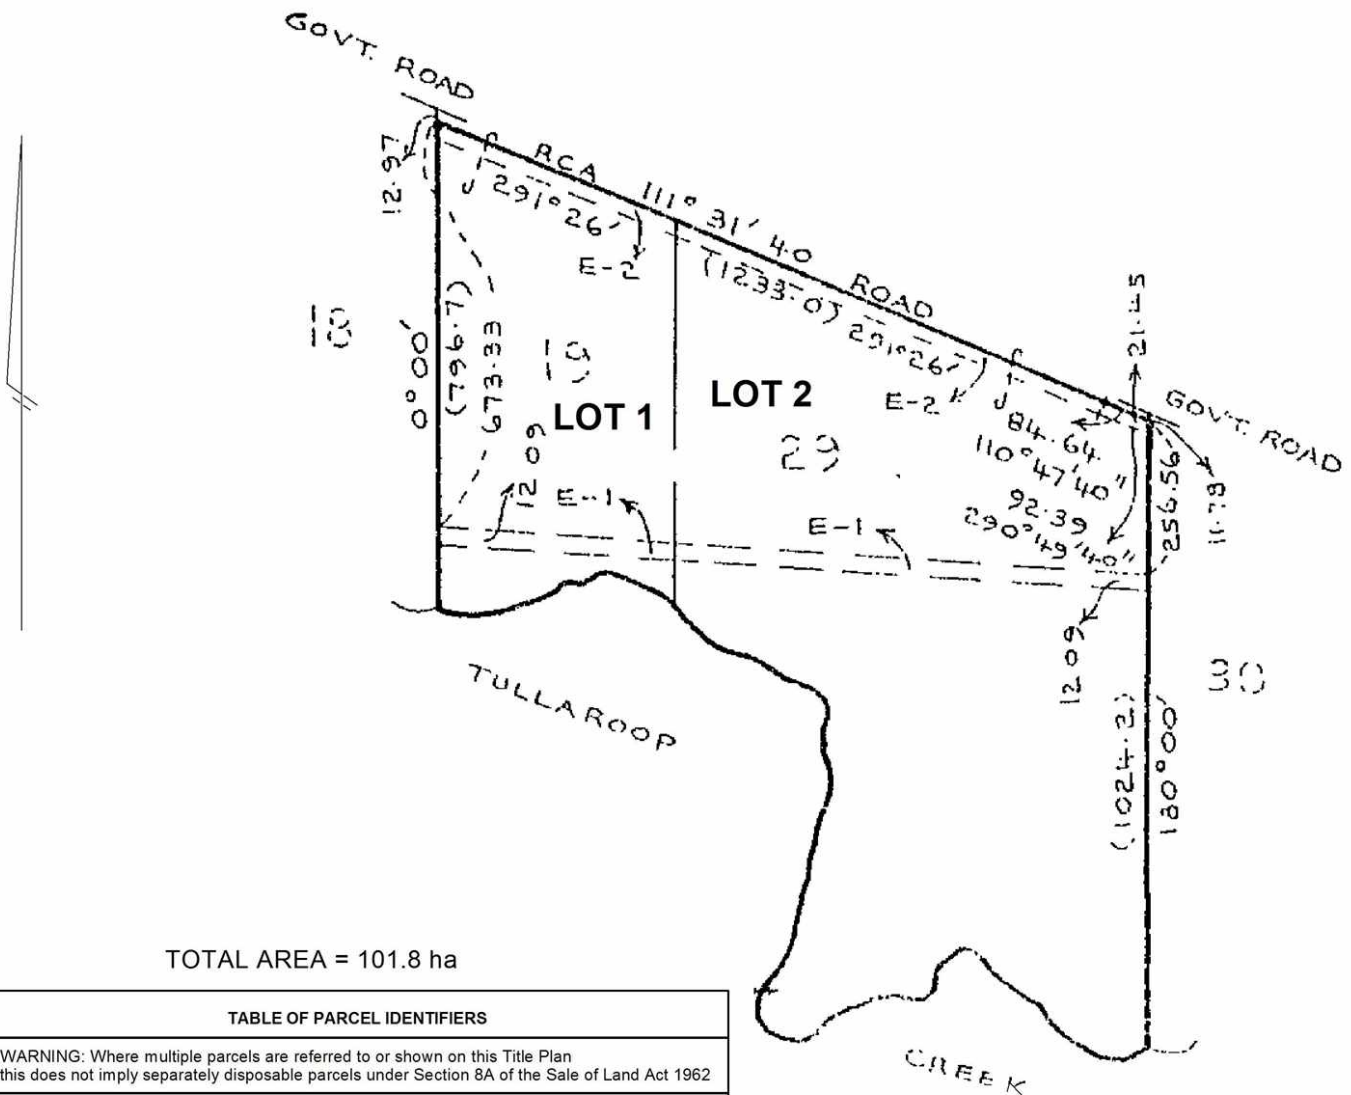 GOVT. ROAD
RCA
111° 31' 40
ROAD
GOVT. ROAD
12.97
291° 26'
E-2
(1233.0)
291° 26'
E-2
21.45
18
0° 00'
(796.7)
673.33
19
LOT 1
LOT 2
29
84.64
110° 47' 40"
92.39
290° 49' 40"
256.56
11.73
12.09
E-1
E-1
12.09
30
(1024.2)
180° 00'
TULLAROOP
CREEK
TOTAL AREA = 101.8 ha
TABLE OF PARCEL IDENTIFIERS
WARNING: Where multiple parcels are referred to or shown on this Title Plan
this does not imply separately disposable parcels under Section 8A of the Sale of Land Act 1962